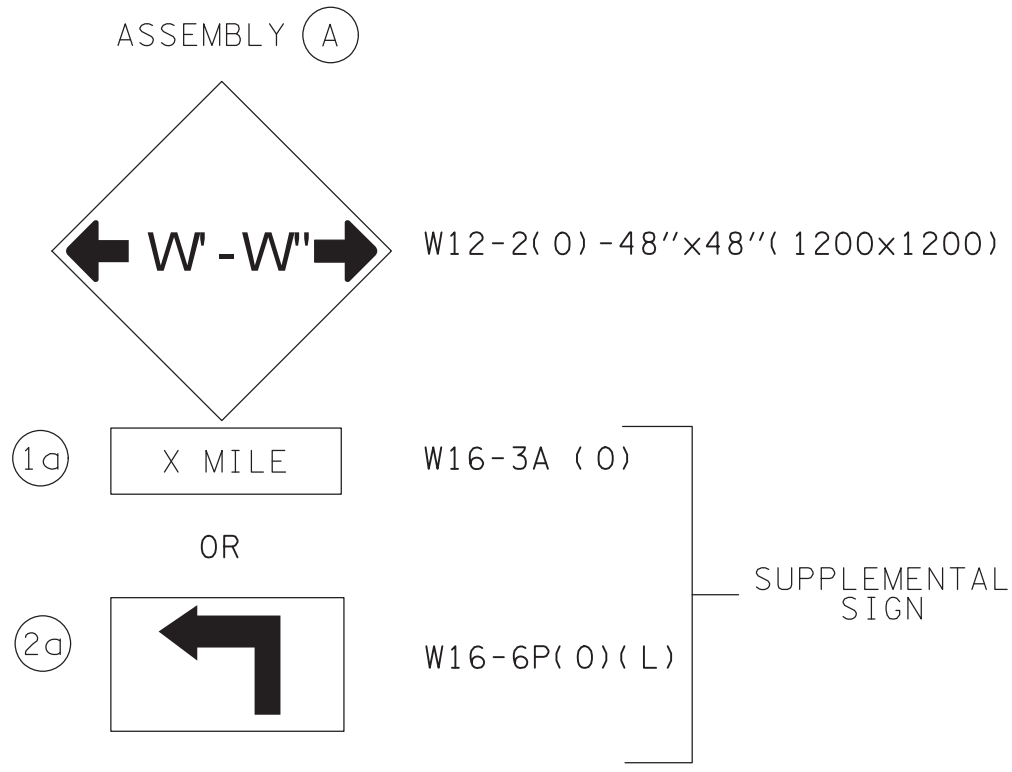 ASSEMBLY A
W'-W"
W12-2(O)-48"x48"(1200x1200)
1a
X MILE
W16-3A (O)
OR
SUPPLEMENTAL
SIGN
2a
W16-6P(O)(L)